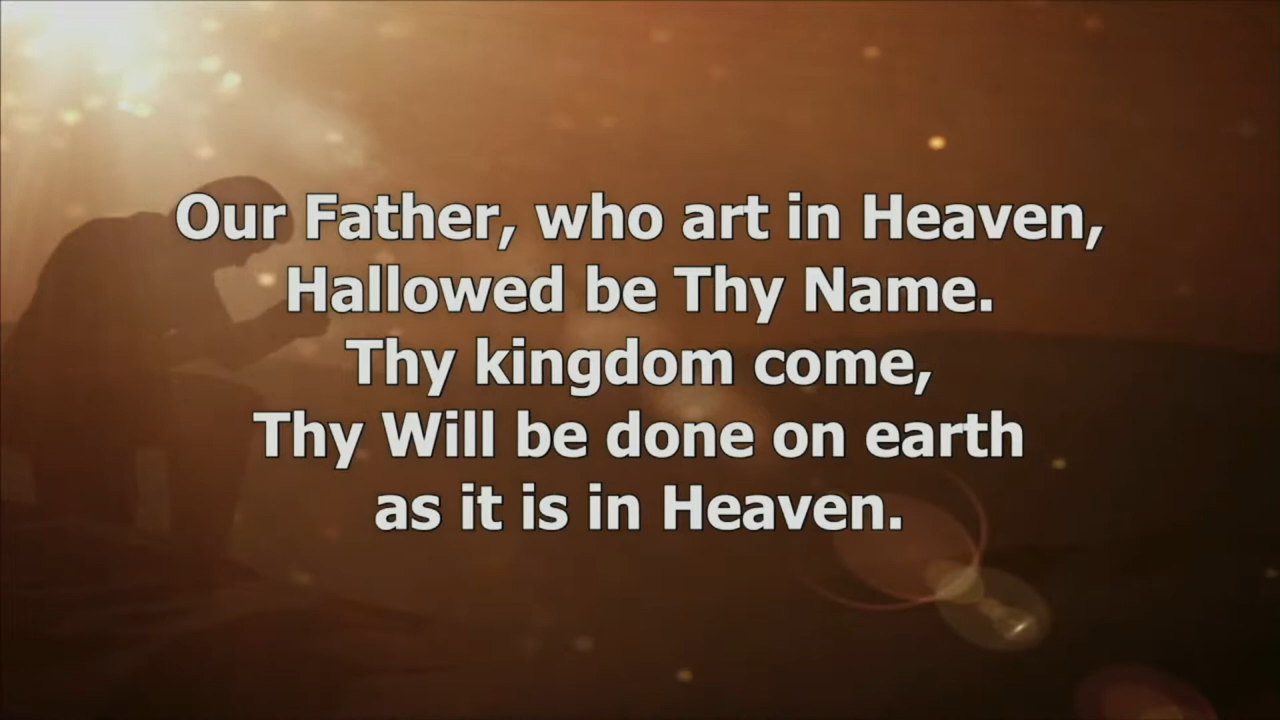 Our Father, who art in Heaven,
Hallowed be Thy Name.
Thy kingdom come,
Thy Will be done on earth
as it is in Heaven.